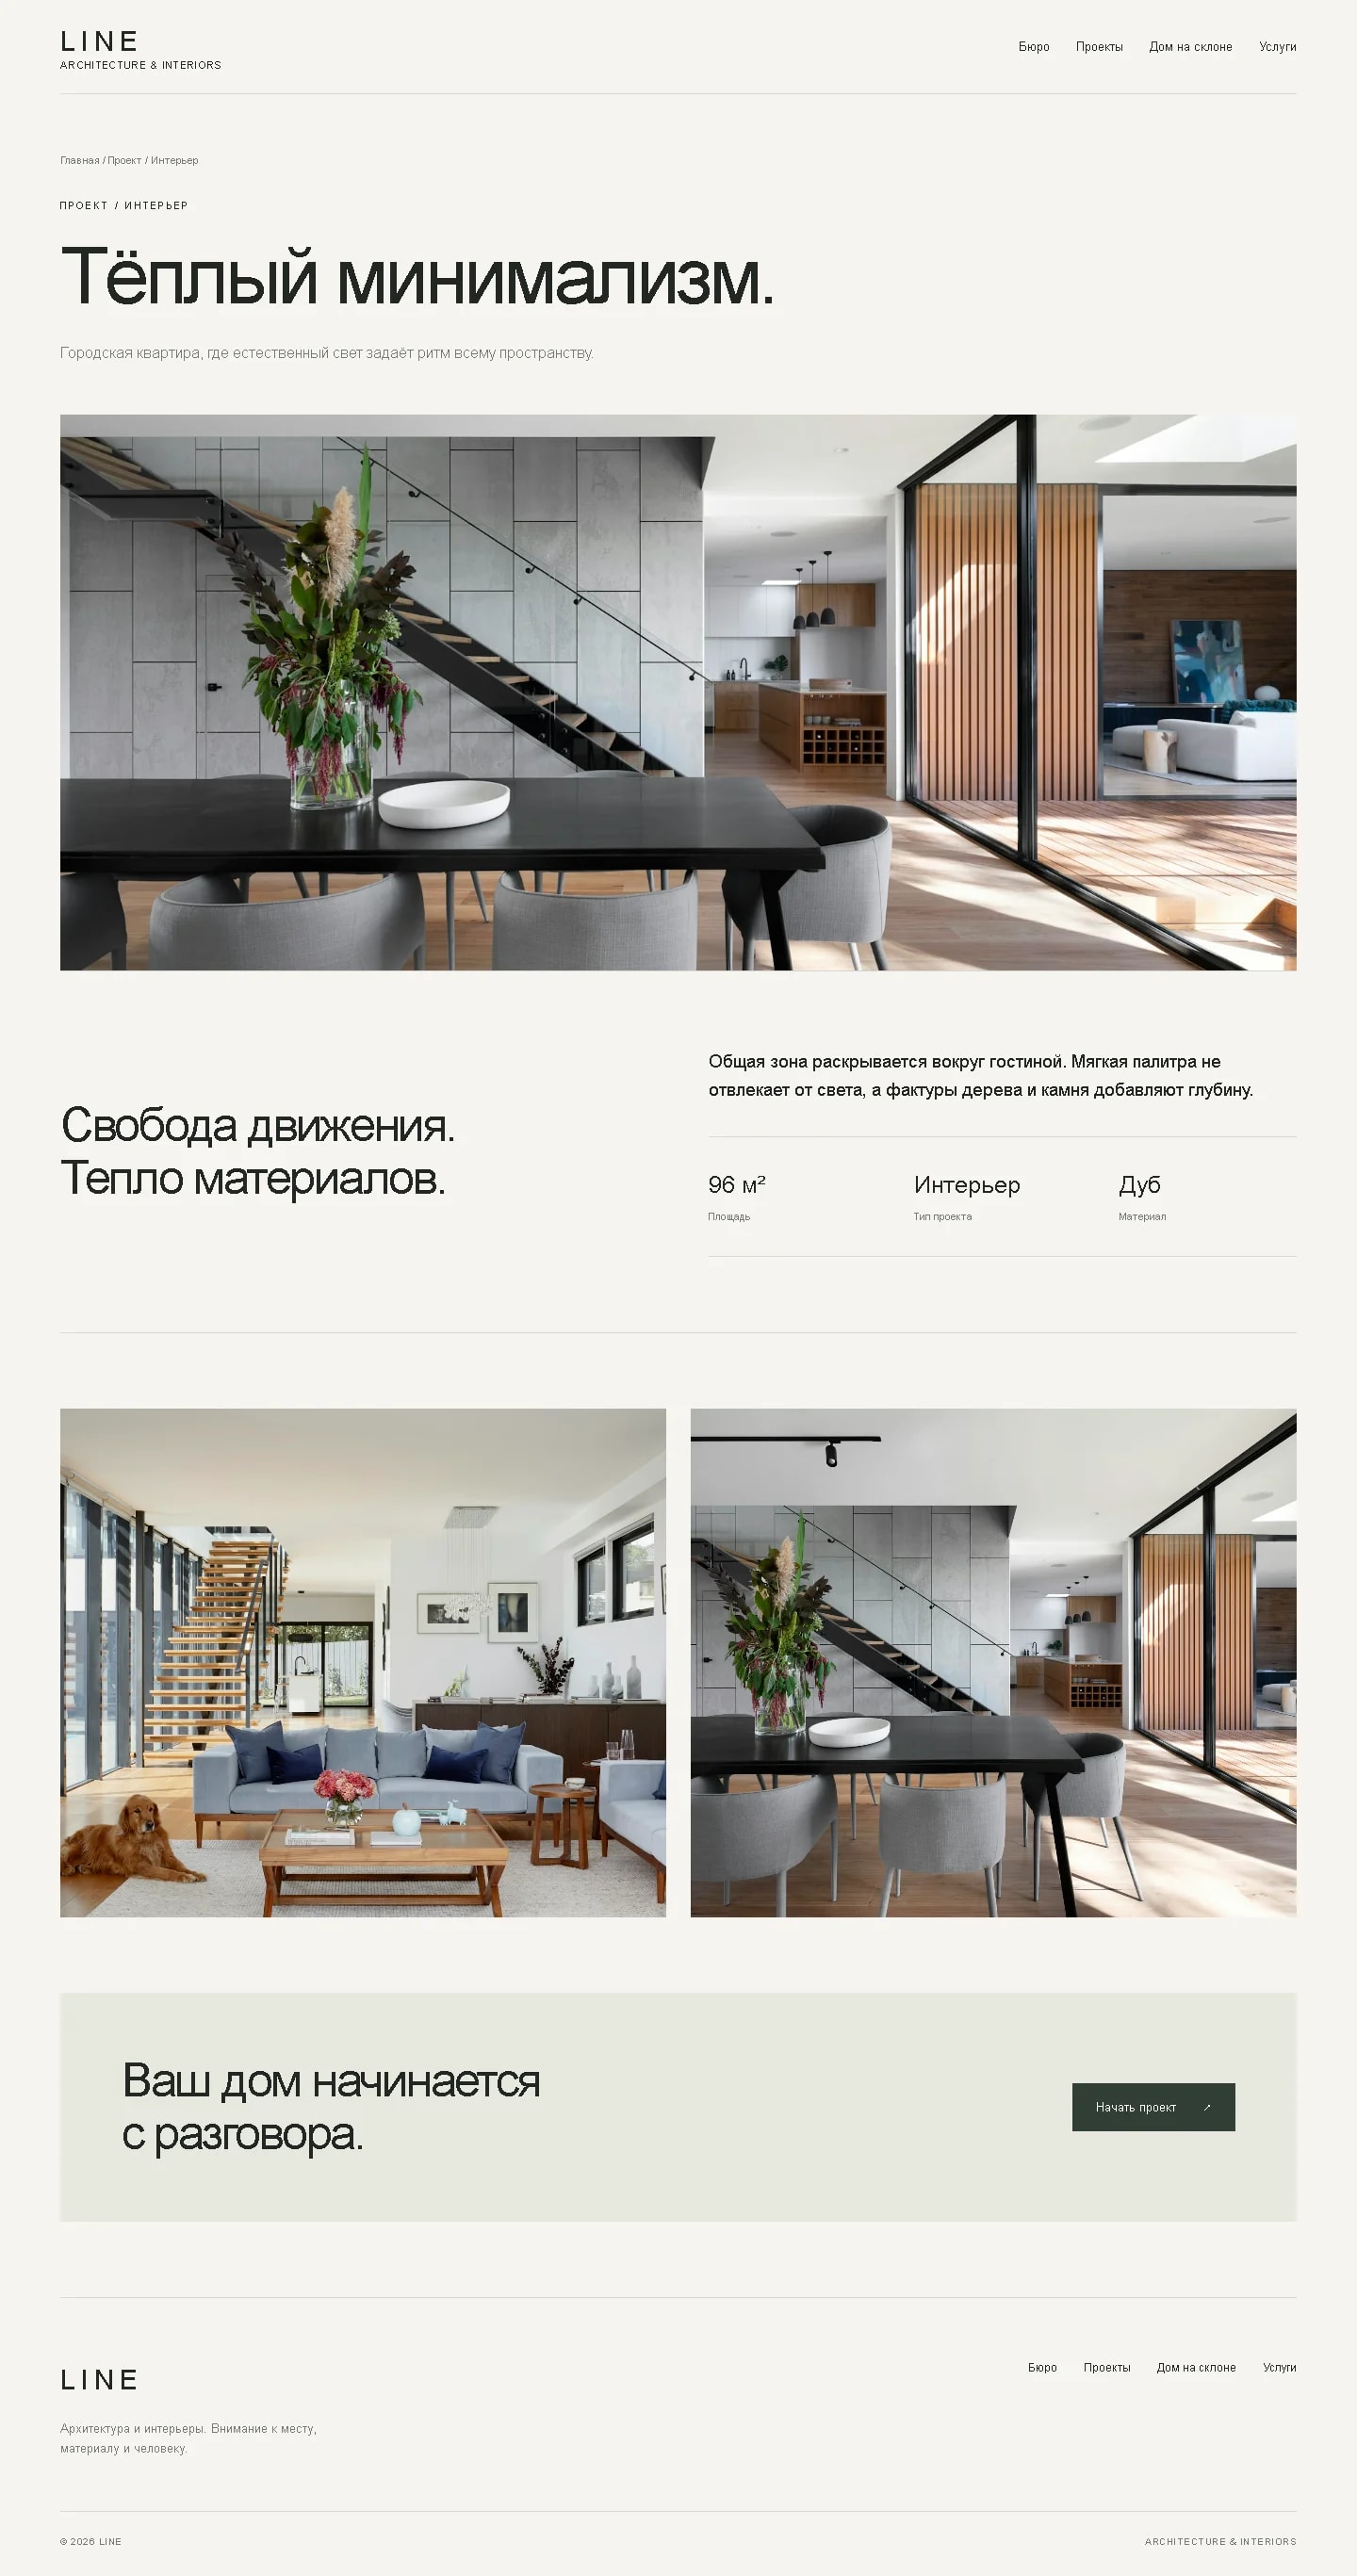 LINE
ARCHITECTURE & INTERIORS
Бюро Проекты Дом на склоне Услуги
Главная / Проект / Интерьер
ПРОЕКТ / ИНТЕРЬЕР
Тёплый минимализм.
Городская квартира, где естественный свет задаёт ритм всему пространству.
Общая зона раскрывается вокруг гостиной. Мягкая палитра не
отвлекает от света, а фактуры дерева и камня добавляют глубину.
Свобода движения.
Тепло материалов.
96 м² Интерьер Дуб
Площадь Тип проекта Материал
Ваш дом начинается
с разговора.
Начать проект ↗
LINE
Бюро Проекты Дом на склоне Услуги
Архитектура и интерьеры. Внимание к месту,
материалу и человеку.
© 2026 LINE
ARCHITECTURE & INTERIORS